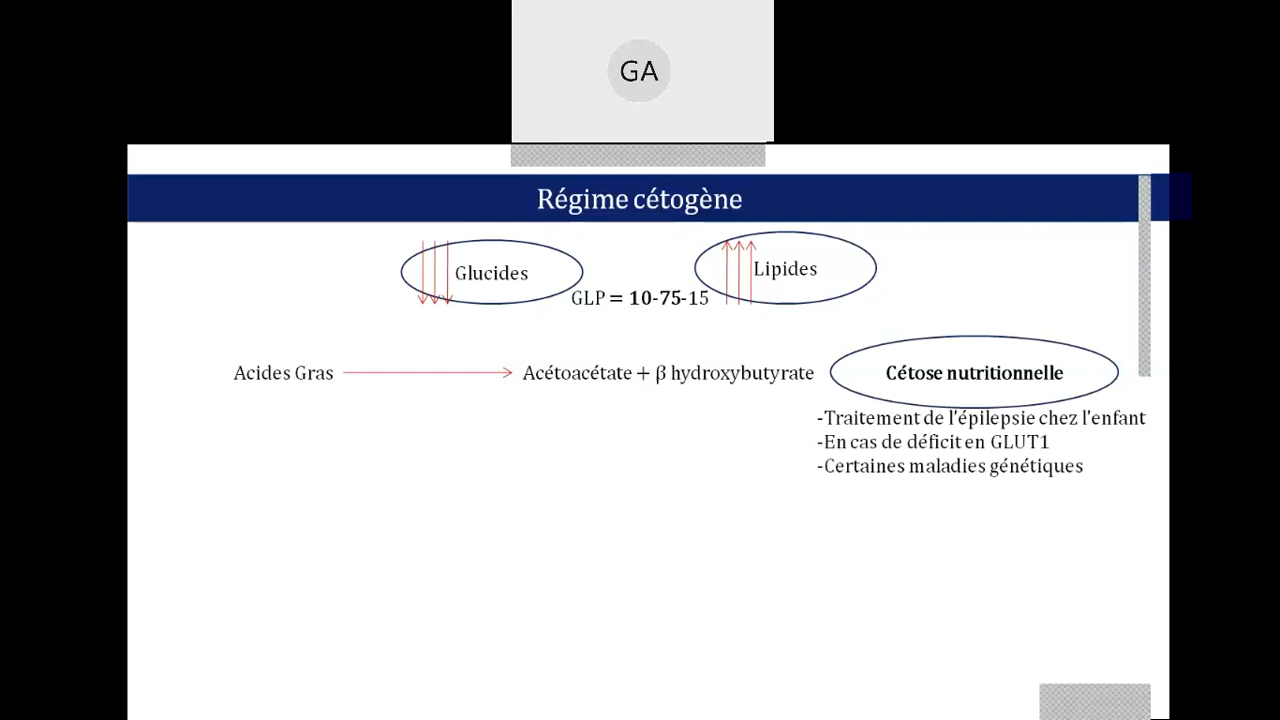 GA
Régime cétogène
Glucides
Lipides
GLP = 10-75-15
Acides Gras
Acétoacétate + β hydroxybutyrate
Cétose nutritionnelle
-Traitement de l'épilepsie chez l'enfant
-En cas de déficit en GLUT1
-Certaines maladies génétiques